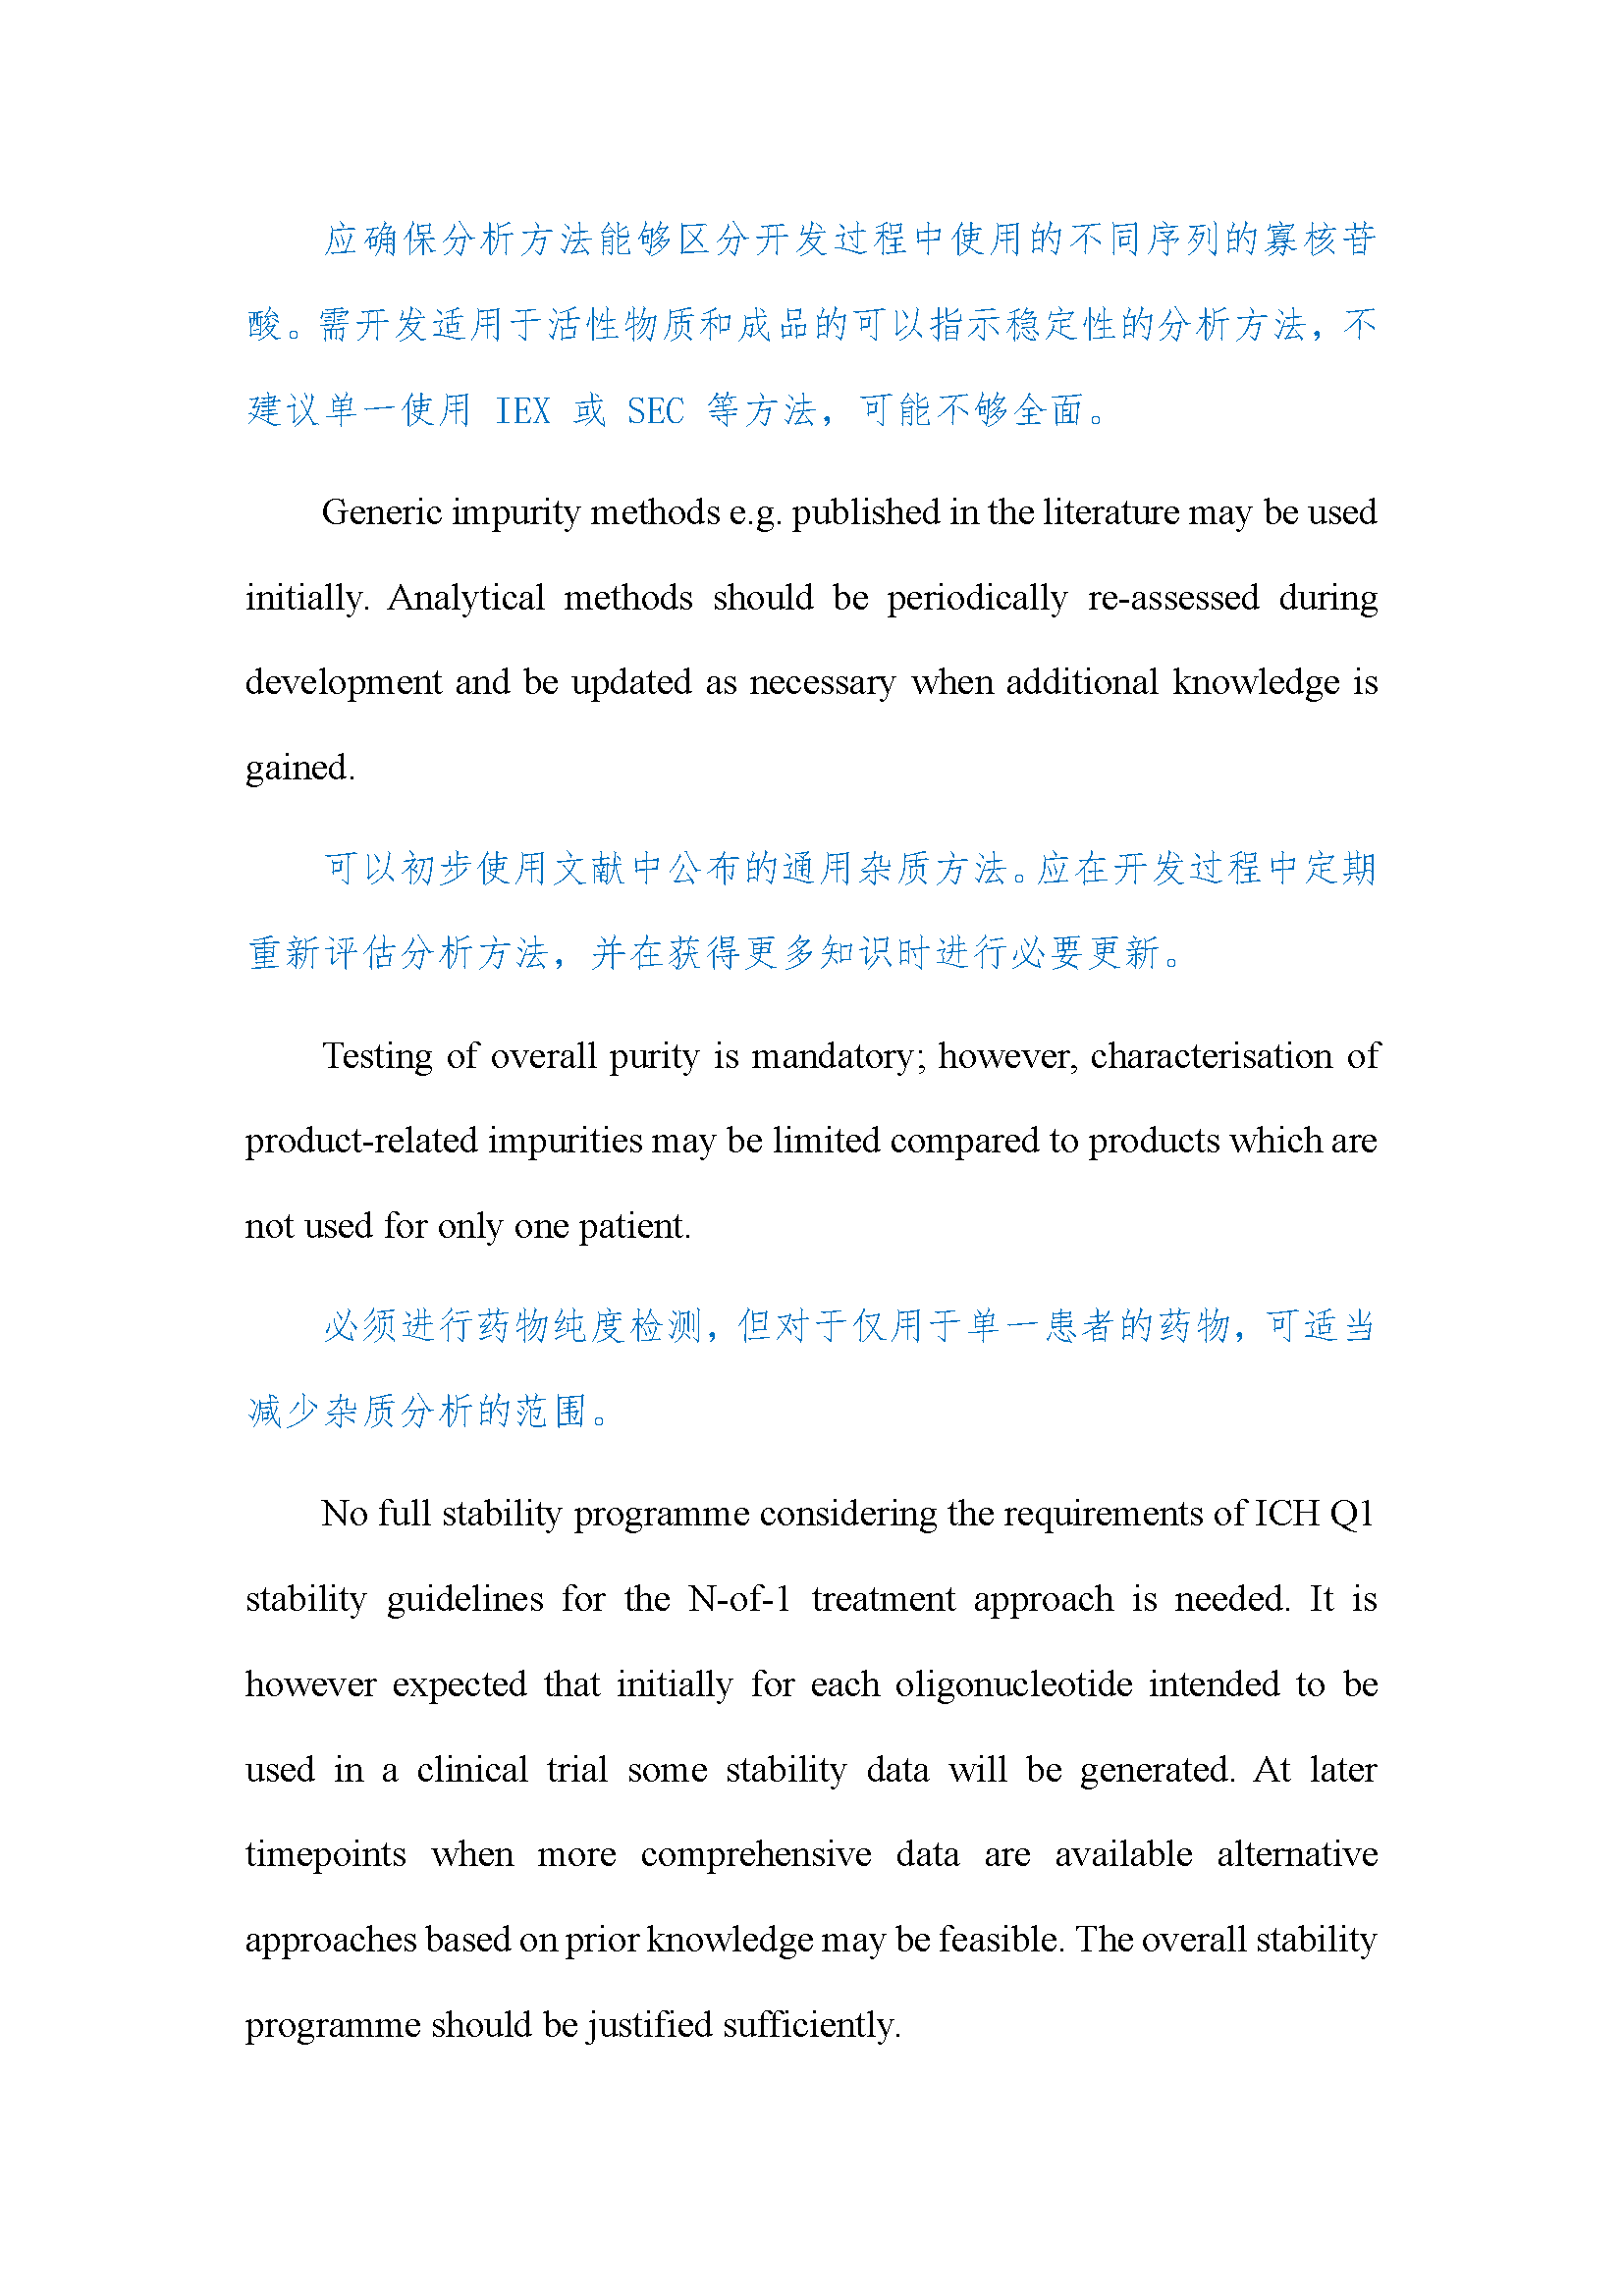 应确保分析方法能够区分开发过程中使用的不同序列的寡核苷
酸。需开发适用于活性物质和成品的可以指示稳定性的分析方法，不
建议单一使用 IEX 或 SEC 等方法，可能不够全面。
Generic impurity methods e.g. published in the literature may be used
initially. Analytical methods should be periodically re-assessed during
development and be updated as necessary when additional knowledge is
gained.
可以初步使用文献中公布的通用杂质方法。应在开发过程中定期
重新评估分析方法，并在获得更多知识时进行必要更新。
Testing of overall purity is mandatory; however, characterisation of
product-related impurities may be limited compared to products which are
not used for only one patient.
必须进行药物纯度检测，但对于仅用于单一患者的药物，可适当
减少杂质分析的范围。
No full stability programme considering the requirements of ICH Q1
stability guidelines for the N-of-1 treatment approach is needed. It is
however expected that initially for each oligonucleotide intended to be
used in a clinical trial some stability data will be generated. At later
timepoints when more comprehensive data are available alternative
approaches based on prior knowledge may be feasible. The overall stability
programme should be justified sufficiently.